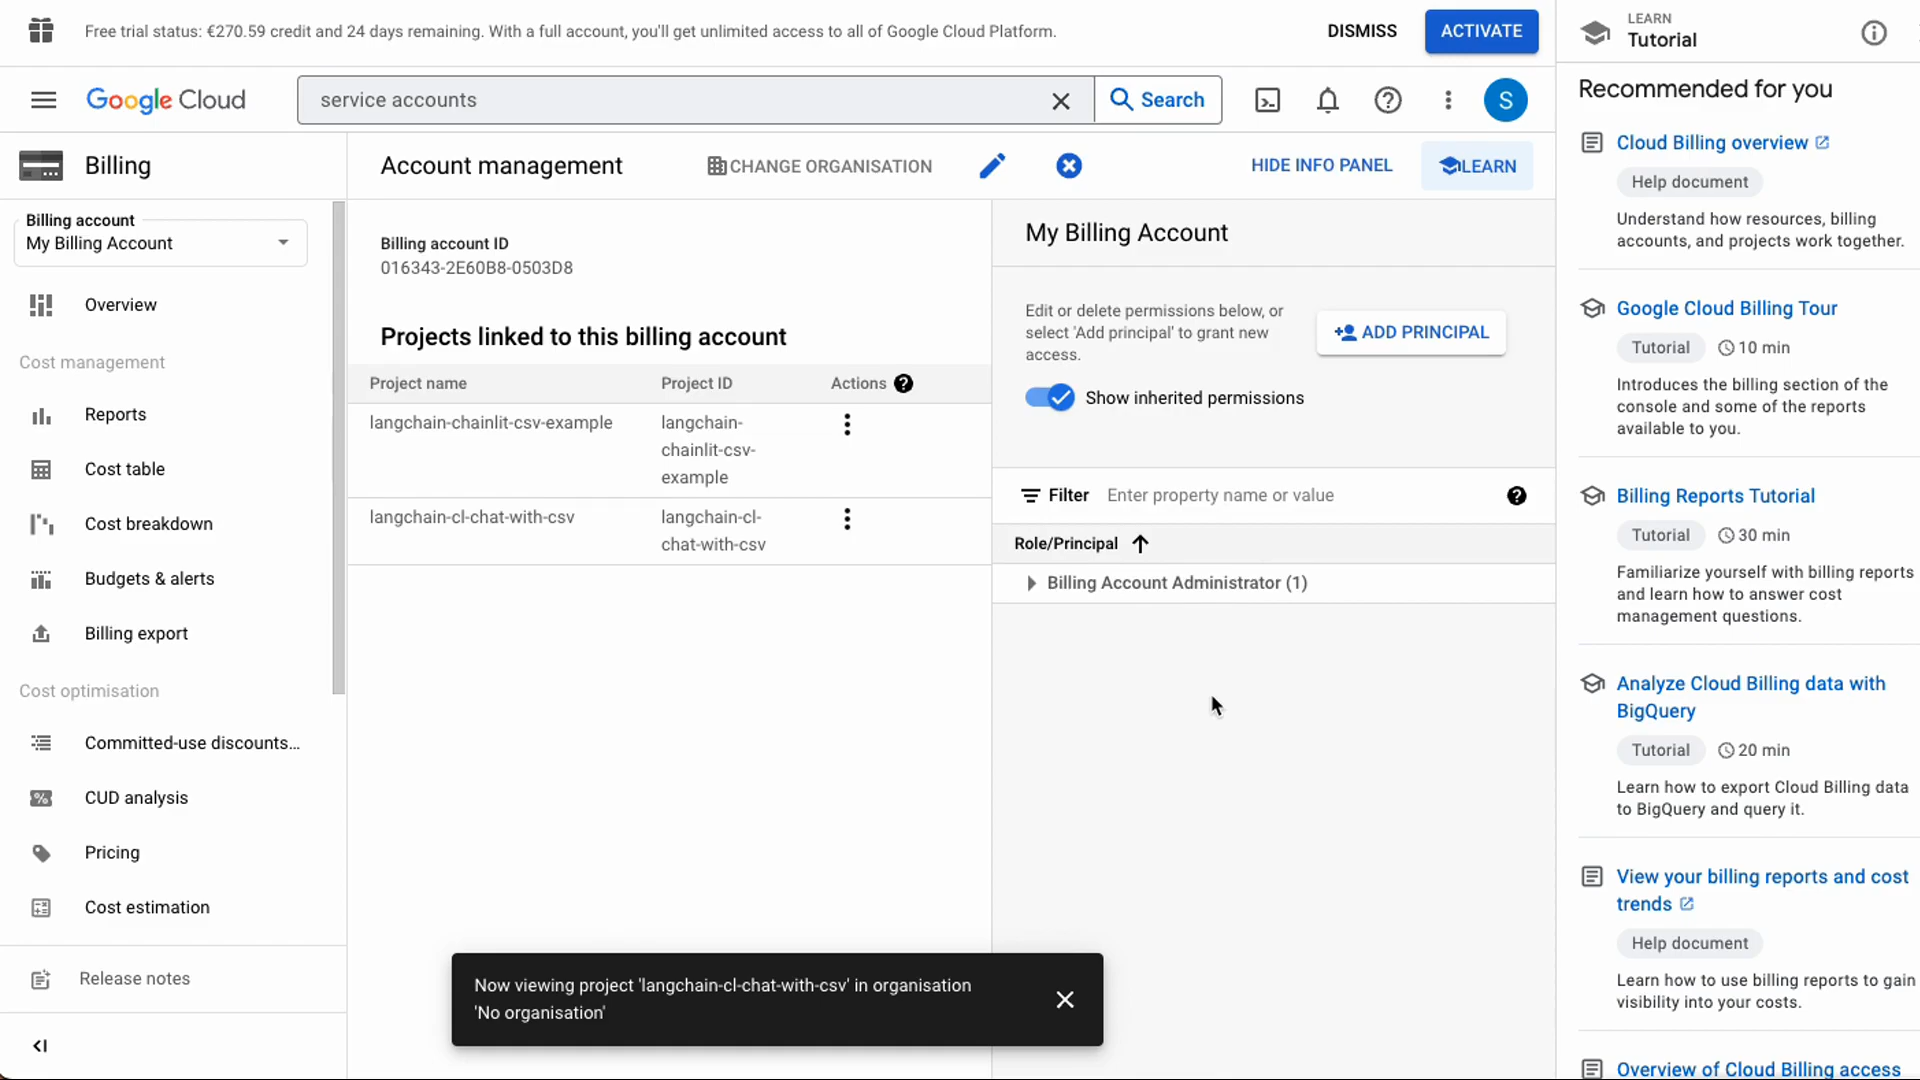 Free trial status: €270.59 credit and 24 days remaining. With a full account, you'll get unlimited access to all of Google Cloud Platform.
DISMISS
ACTIVATE
Google Cloud
service accounts
Search
S
Billing
Billing account
My Billing Account
Overview
Cost management
Reports
Cost table
Cost breakdown
Budgets & alerts
Billing export
Cost optimisation
Committed-use discounts...
CUD analysis
Pricing
Cost estimation
Release notes
Account management
CHANGE ORGANISATION
HIDE INFO PANEL
LEARN
Billing account ID
016343-2E60B8-0503D8
Projects linked to this billing account
Project name
Project ID
Actions
langchain-chainlit-csv-example
langchain-
chainlit-csv-
example
langchain-cl-chat-with-csv
langchain-cl-
chat-with-csv
My Billing Account
Edit or delete permissions below, or
select 'Add principal' to grant new
access.
ADD PRINCIPAL
Show inherited permissions
Filter
Enter property name or value
Role/Principal
Billing Account Administrator (1)
Now viewing project 'langchain-cl-chat-with-csv' in organisation
'No organisation'
LEARN
Tutorial
Recommended for you
Cloud Billing overview
Help document
Understand how resources, billing
accounts, and projects work together.
Google Cloud Billing Tour
Tutorial
10 min
Introduces the billing section of the
console and some of the reports
available to you.
Billing Reports Tutorial
Tutorial
30 min
Familiarize yourself with billing reports
and learn how to answer cost
management questions.
Analyze Cloud Billing data with
BigQuery
Tutorial
20 min
Learn how to export Cloud Billing data
to BigQuery and query it.
View your billing reports and cost
trends
Help document
Learn how to use billing reports to gain
visibility into your costs.
Overview of Cloud Billing access